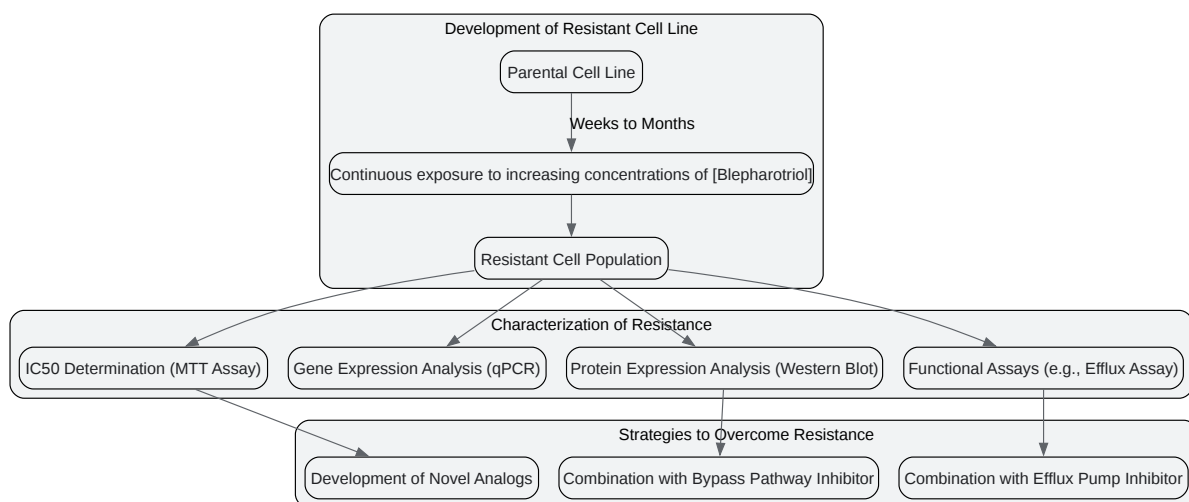 Development of Resistant Cell Line
Parental Cell Line
Weeks to Months
Continuous exposure to increasing concentrations of [Blepharotriol]
Resistant Cell Population
Characterization of Resistance
IC50 Determination (MTT Assay)
Gene Expression Analysis (qPCR)
Protein Expression Analysis (Western Blot)
Functional Assays (e.g., Efflux Assay)
Strategies to Overcome Resistance
Development of Novel Analogs
Combination with Bypass Pathway Inhibitor
Combination with Efflux Pump Inhibitor